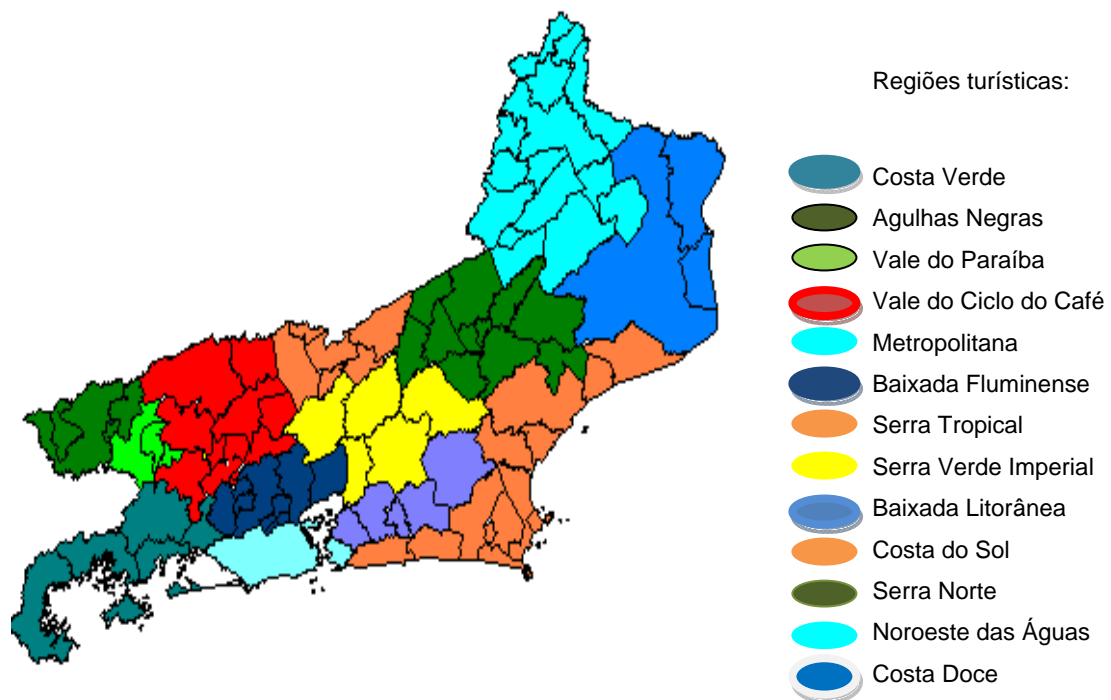 Regiões turísticas:
Costa Verde
Agulhas Negras
Vale do Paraíba
Vale do Ciclo do Café
Metropolitana
Baixada Fluminense
Serra Tropical
Serra Verde Imperial
Baixada Litorânea
Costa do Sol
Serra Norte
Noroeste das Águas
Costa Doce